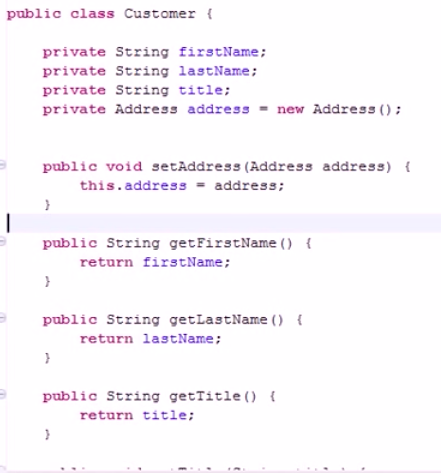 public class Customer {
private String firstName;
private String lastName;
private String title;
private Address address = new Address();
public void setAddress(Address address) {
this.address = address;
}
public String getFirstName() {
return firstName;
}
public String getLastName() {
return lastName;
}
public String getTitle() {
return title;
}